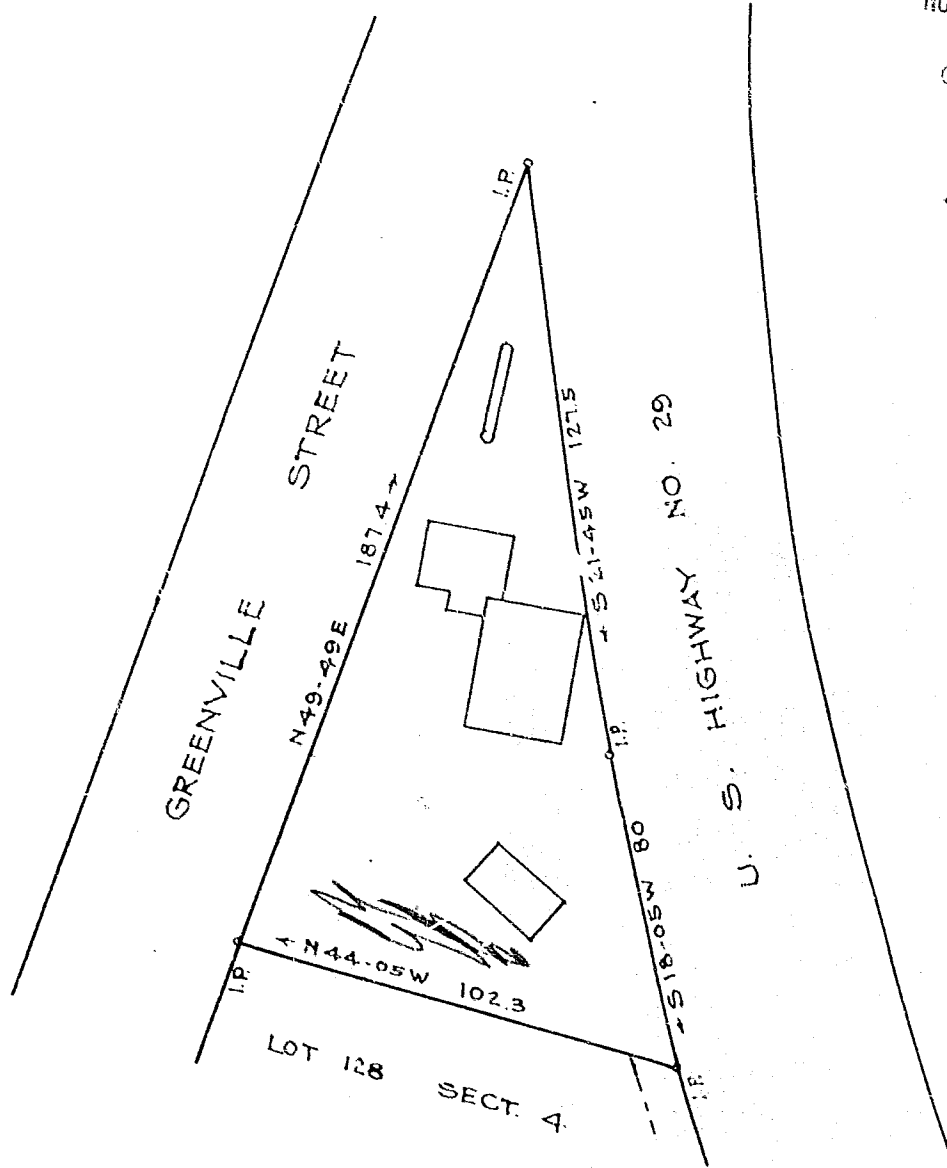 I.P.
GREENVILLE STREET
N49-49E 187.4
S 21-45W 127.5
U. S. HIGHWAY NO. 29
I.P.
S18-05W 80
I.P.
N44-05W 102.3
I.P.
LOT 128 SECT. 4